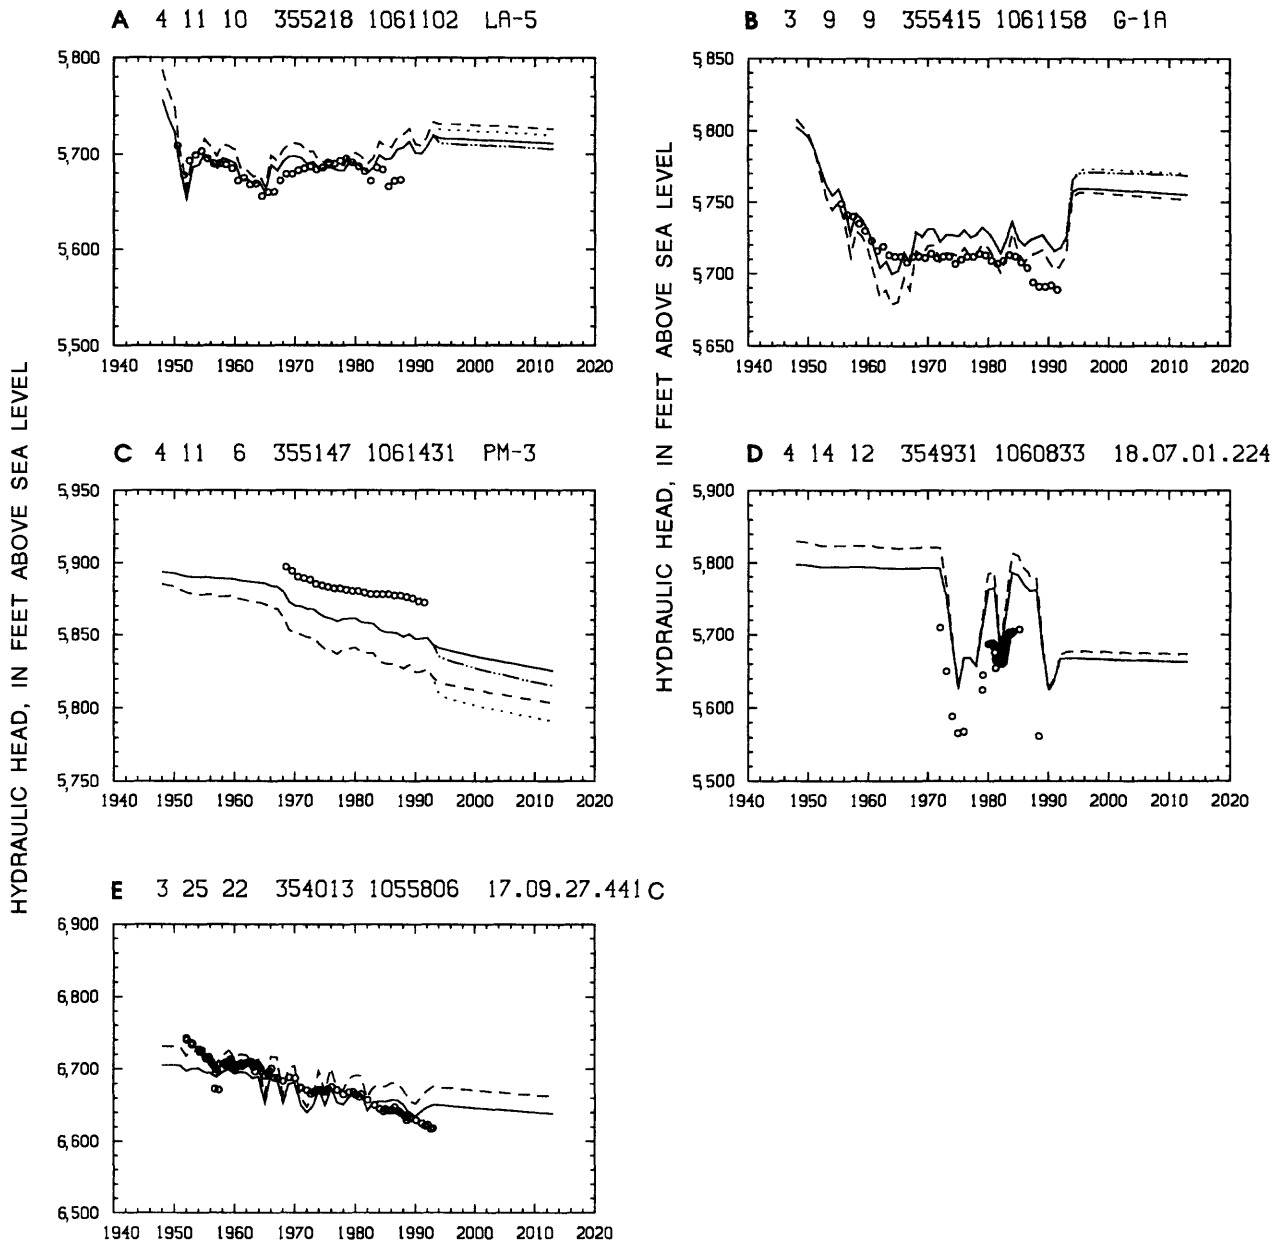 A 4 11 10 355218 1061102 LA-5
5,800
5,700
5,600
5,500
1940 1950 1960 1970 1980 1990 2000 2010 2020
B 3 9 9 355415 1061158 G-1A
5,850
5,800
5,750
5,700
5,650
1940 1950 1960 1970 1980 1990 2000 2010 2020
HYDRAULIC HEAD, IN FEET ABOVE SEA LEVEL
HYDRAULIC HEAD, IN FEET ABOVE SEA LEVEL
C 4 11 6 355147 1061431 PM-3
5,950
5,900
5,850
5,800
5,750
1940 1950 1960 1970 1980 1990 2000 2010 2020
D 4 14 12 354931 1060833 18.07.01.224
5,900
5,800
5,700
5,600
5,500
1940 1950 1960 1970 1980 1990 2000 2010 2020
E 3 25 22 354013 1055806 17.09.27.441 C
6,900
6,800
6,700
6,600
6,500
1940 1950 1960 1970 1980 1990 2000 2010 2020